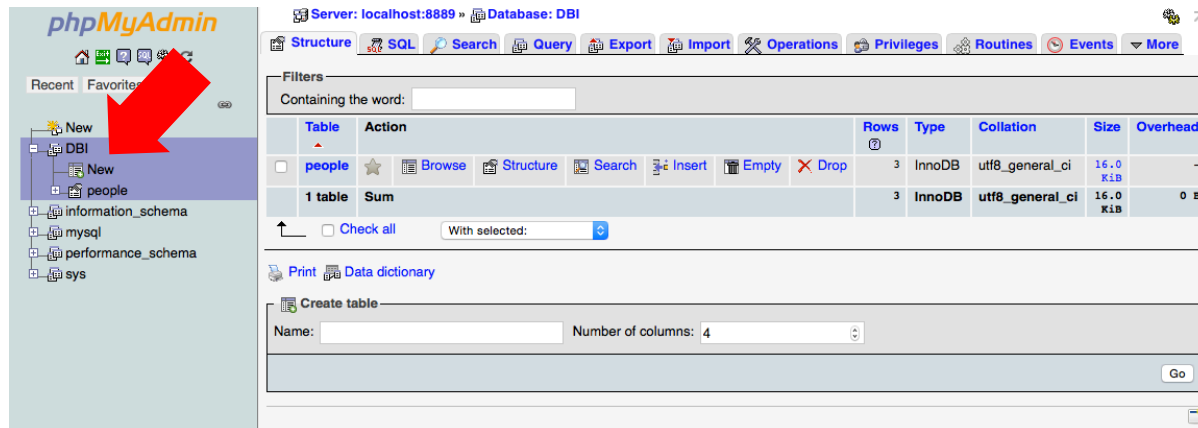 phpMyAdmin
Recent Favorites
New
DBI
New
people
information_schema
mysql
performance_schema
sys
Server: localhost:8889 » Database: DBI
Structure SQL Search Query Export Import Operations Privileges Routines Events More
Filters
Containing the word:
Table Action Rows Type Collation Size Overhead
people Browse Structure Search Insert Empty Drop 3 InnoDB utf8_general_ci 16.0 KiB -
1 table Sum 3 InnoDB utf8_general_ci 16.0 KiB 0 B
Check all With selected:
Print Data dictionary
Create table
Name: Number of columns: 4
Go